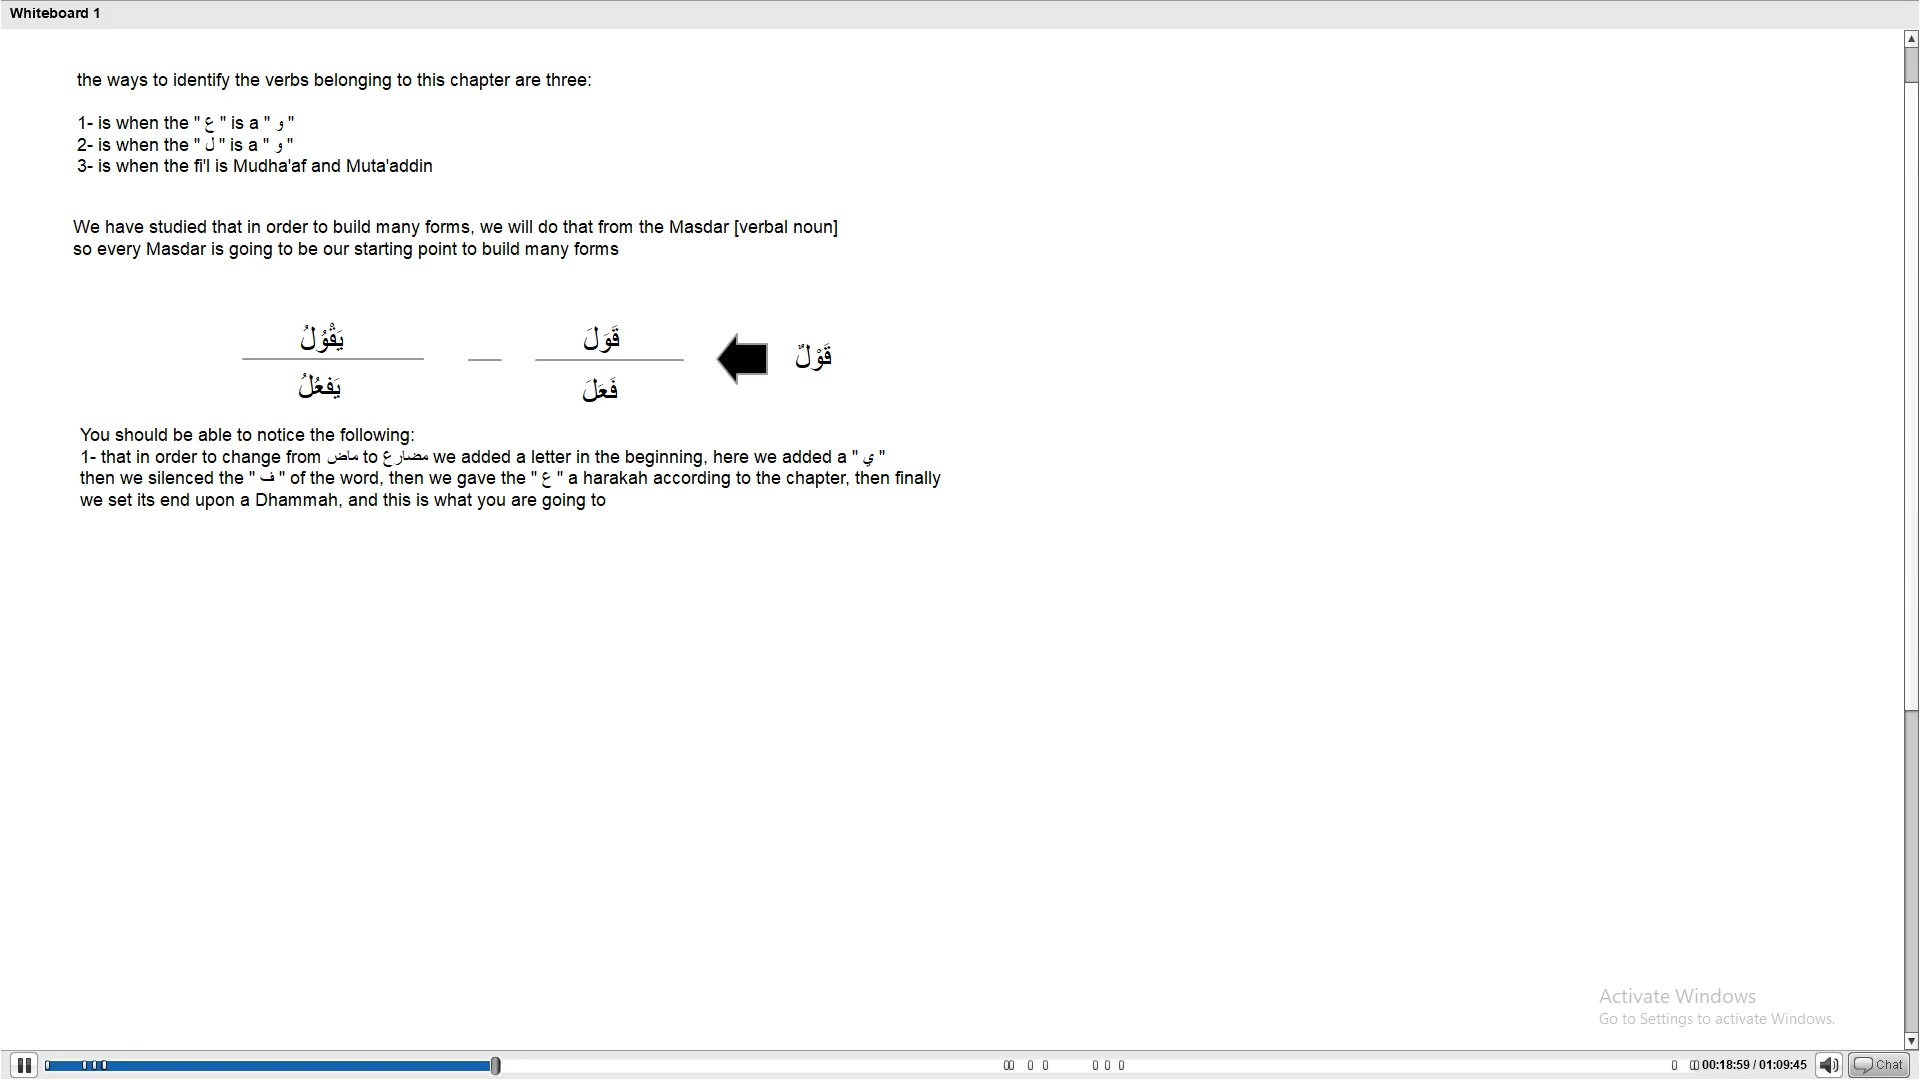 Whiteboard 1
the ways to identify the verbs belonging to this chapter are three:
1- is when the " ع " is a " و "
2- is when the " ل " is a " و "
3- is when the fi'l is Mudha'af and Muta'addin
We have studied that in order to build many forms, we will do that from the Masdar [verbal noun]
so every Masdar is going to be our starting point to build many forms
قَوْلٌ
قَوَلَ
فَعَلَ
يَقْوُلُ
يَفعُلُ
You should be able to notice the following:
1- that in order to change from ماض to مضارع we added a letter in the beginning, here we added a " ي "
then we silenced the " ف " of the word, then we gave the " ع " a harakah according to the chapter, then finally
we set its end upon a Dhammah, and this is what you are going to
Activate Windows
Go to Settings to activate Windows.
00:18:59 / 01:09:45
Chat